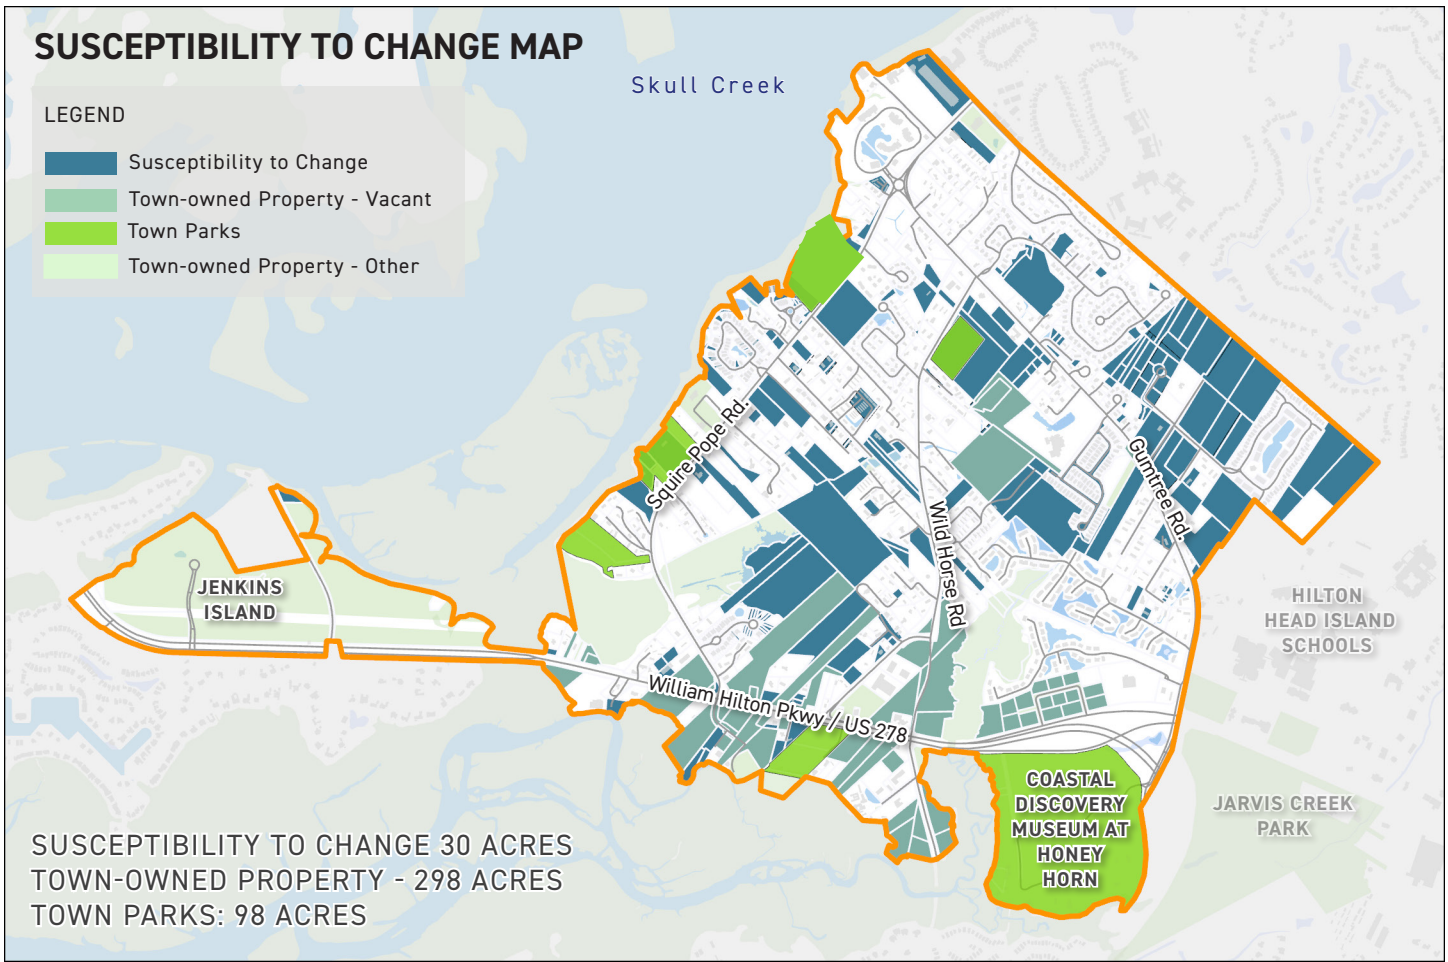 SUSCEPTIBILITY TO CHANGE MAP
LEGEND
Susceptibility to Change
Town-owned Property - Vacant
Town Parks
Town-owned Property - Other
Skull Creek
Squire Pope Rd.
Wild Horse Rd
Gumtree Rd.
JENKINS
ISLAND
William Hilton Pkwy / US 278
HILTON
HEAD ISLAND
SCHOOLS
COASTAL
DISCOVERY
MUSEUM AT
HONEY
HORN
JARVIS CREEK
PARK
SUSCEPTIBILITY TO CHANGE 30 ACRES
TOWN-OWNED PROPERTY - 298 ACRES
TOWN PARKS: 98 ACRES